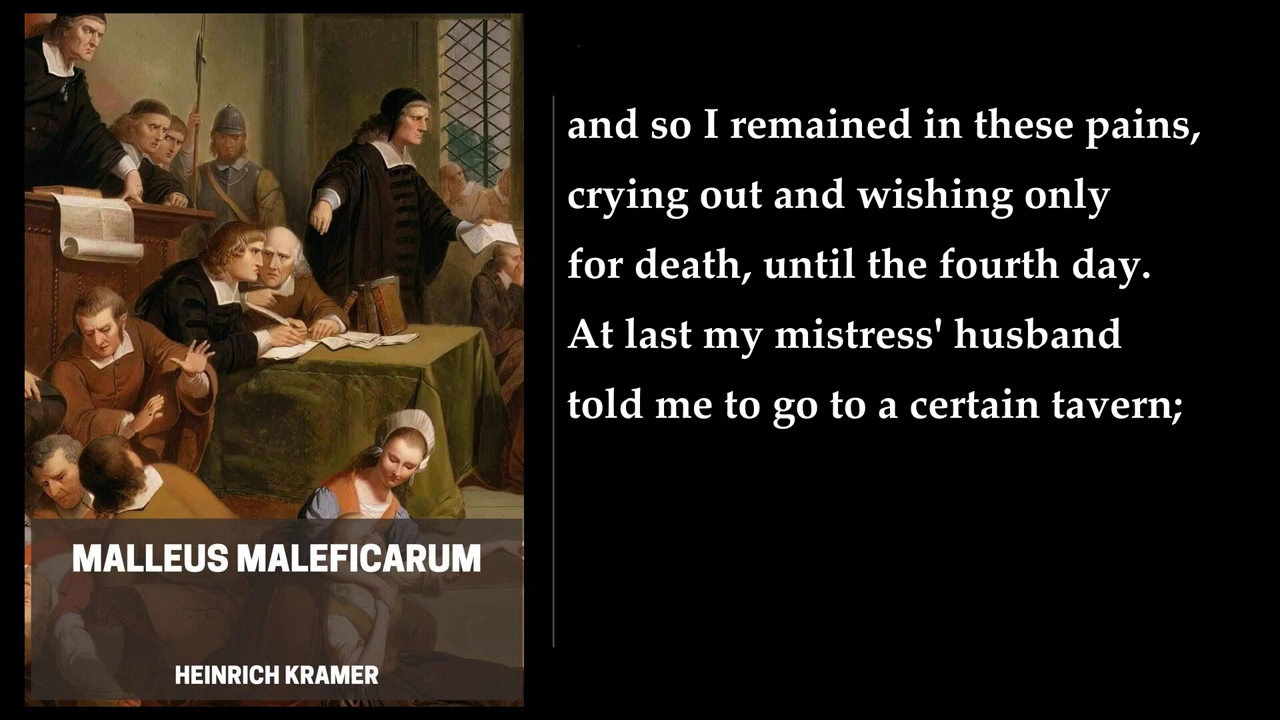 MALLEUS MALEFICARUM
HEINRICH KRAMER
and so I remained in these pains,
crying out and wishing only
for death, until the fourth day.
At last my mistress' husband
told me to go to a certain tavern;